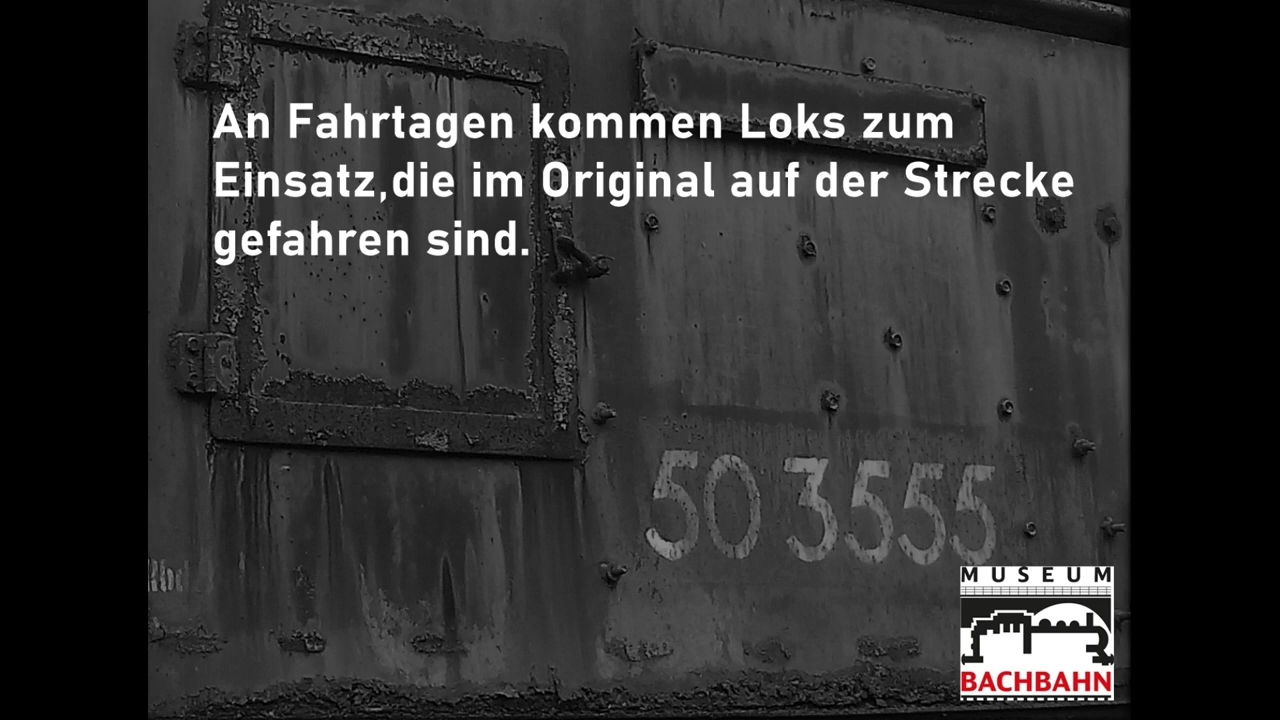 An Fahrtagen kommen Loks zum
Einsatz,die im Original auf der Strecke
gefahren sind.
50 3555
MUSEUM
BACHBAHN